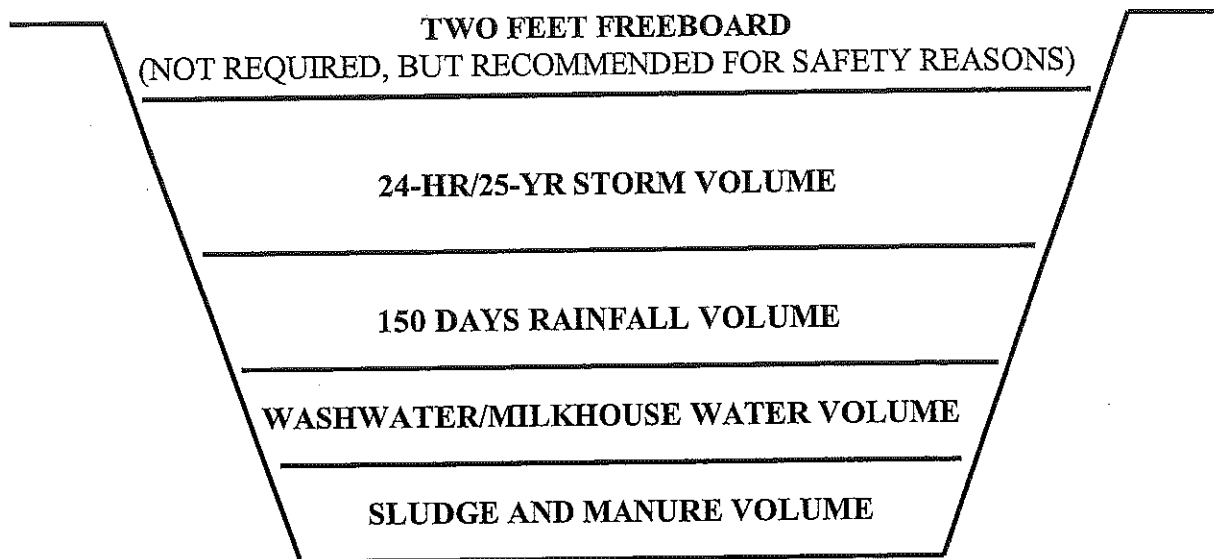 TWO FEET FREEBOARD
(NOT REQUIRED, BUT RECOMMENDED FOR SAFETY REASONS)
24-HR/25-YR STORM VOLUME
150 DAYS RAINFALL VOLUME
WASHWATER/MILKHOUSE WATER VOLUME
SLUDGE AND MANURE VOLUME